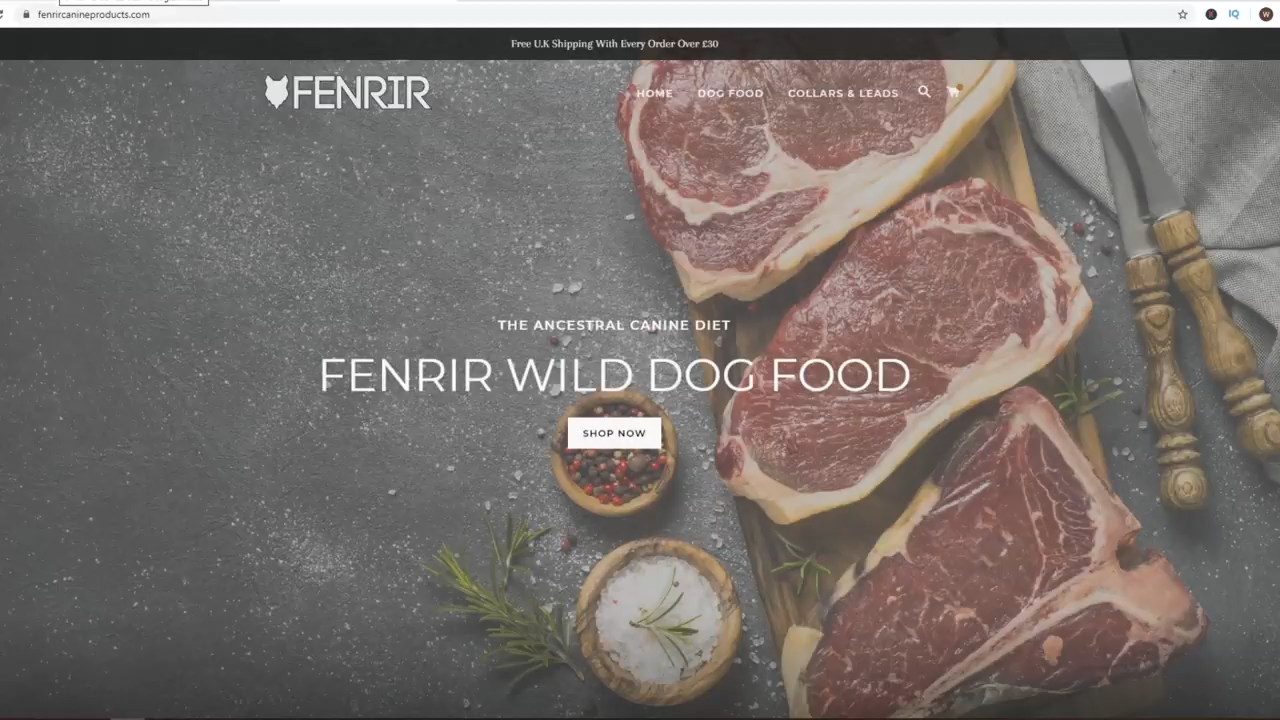 fenrircanineproducts.com
IQ
W
Free U.K Shipping With Every Order Over £30
FENRIR
HOME DOG FOOD COLLARS & LEADS
THE ANCESTRAL CANINE DIET
FENRIR WILD DOG FOOD
SHOP NOW